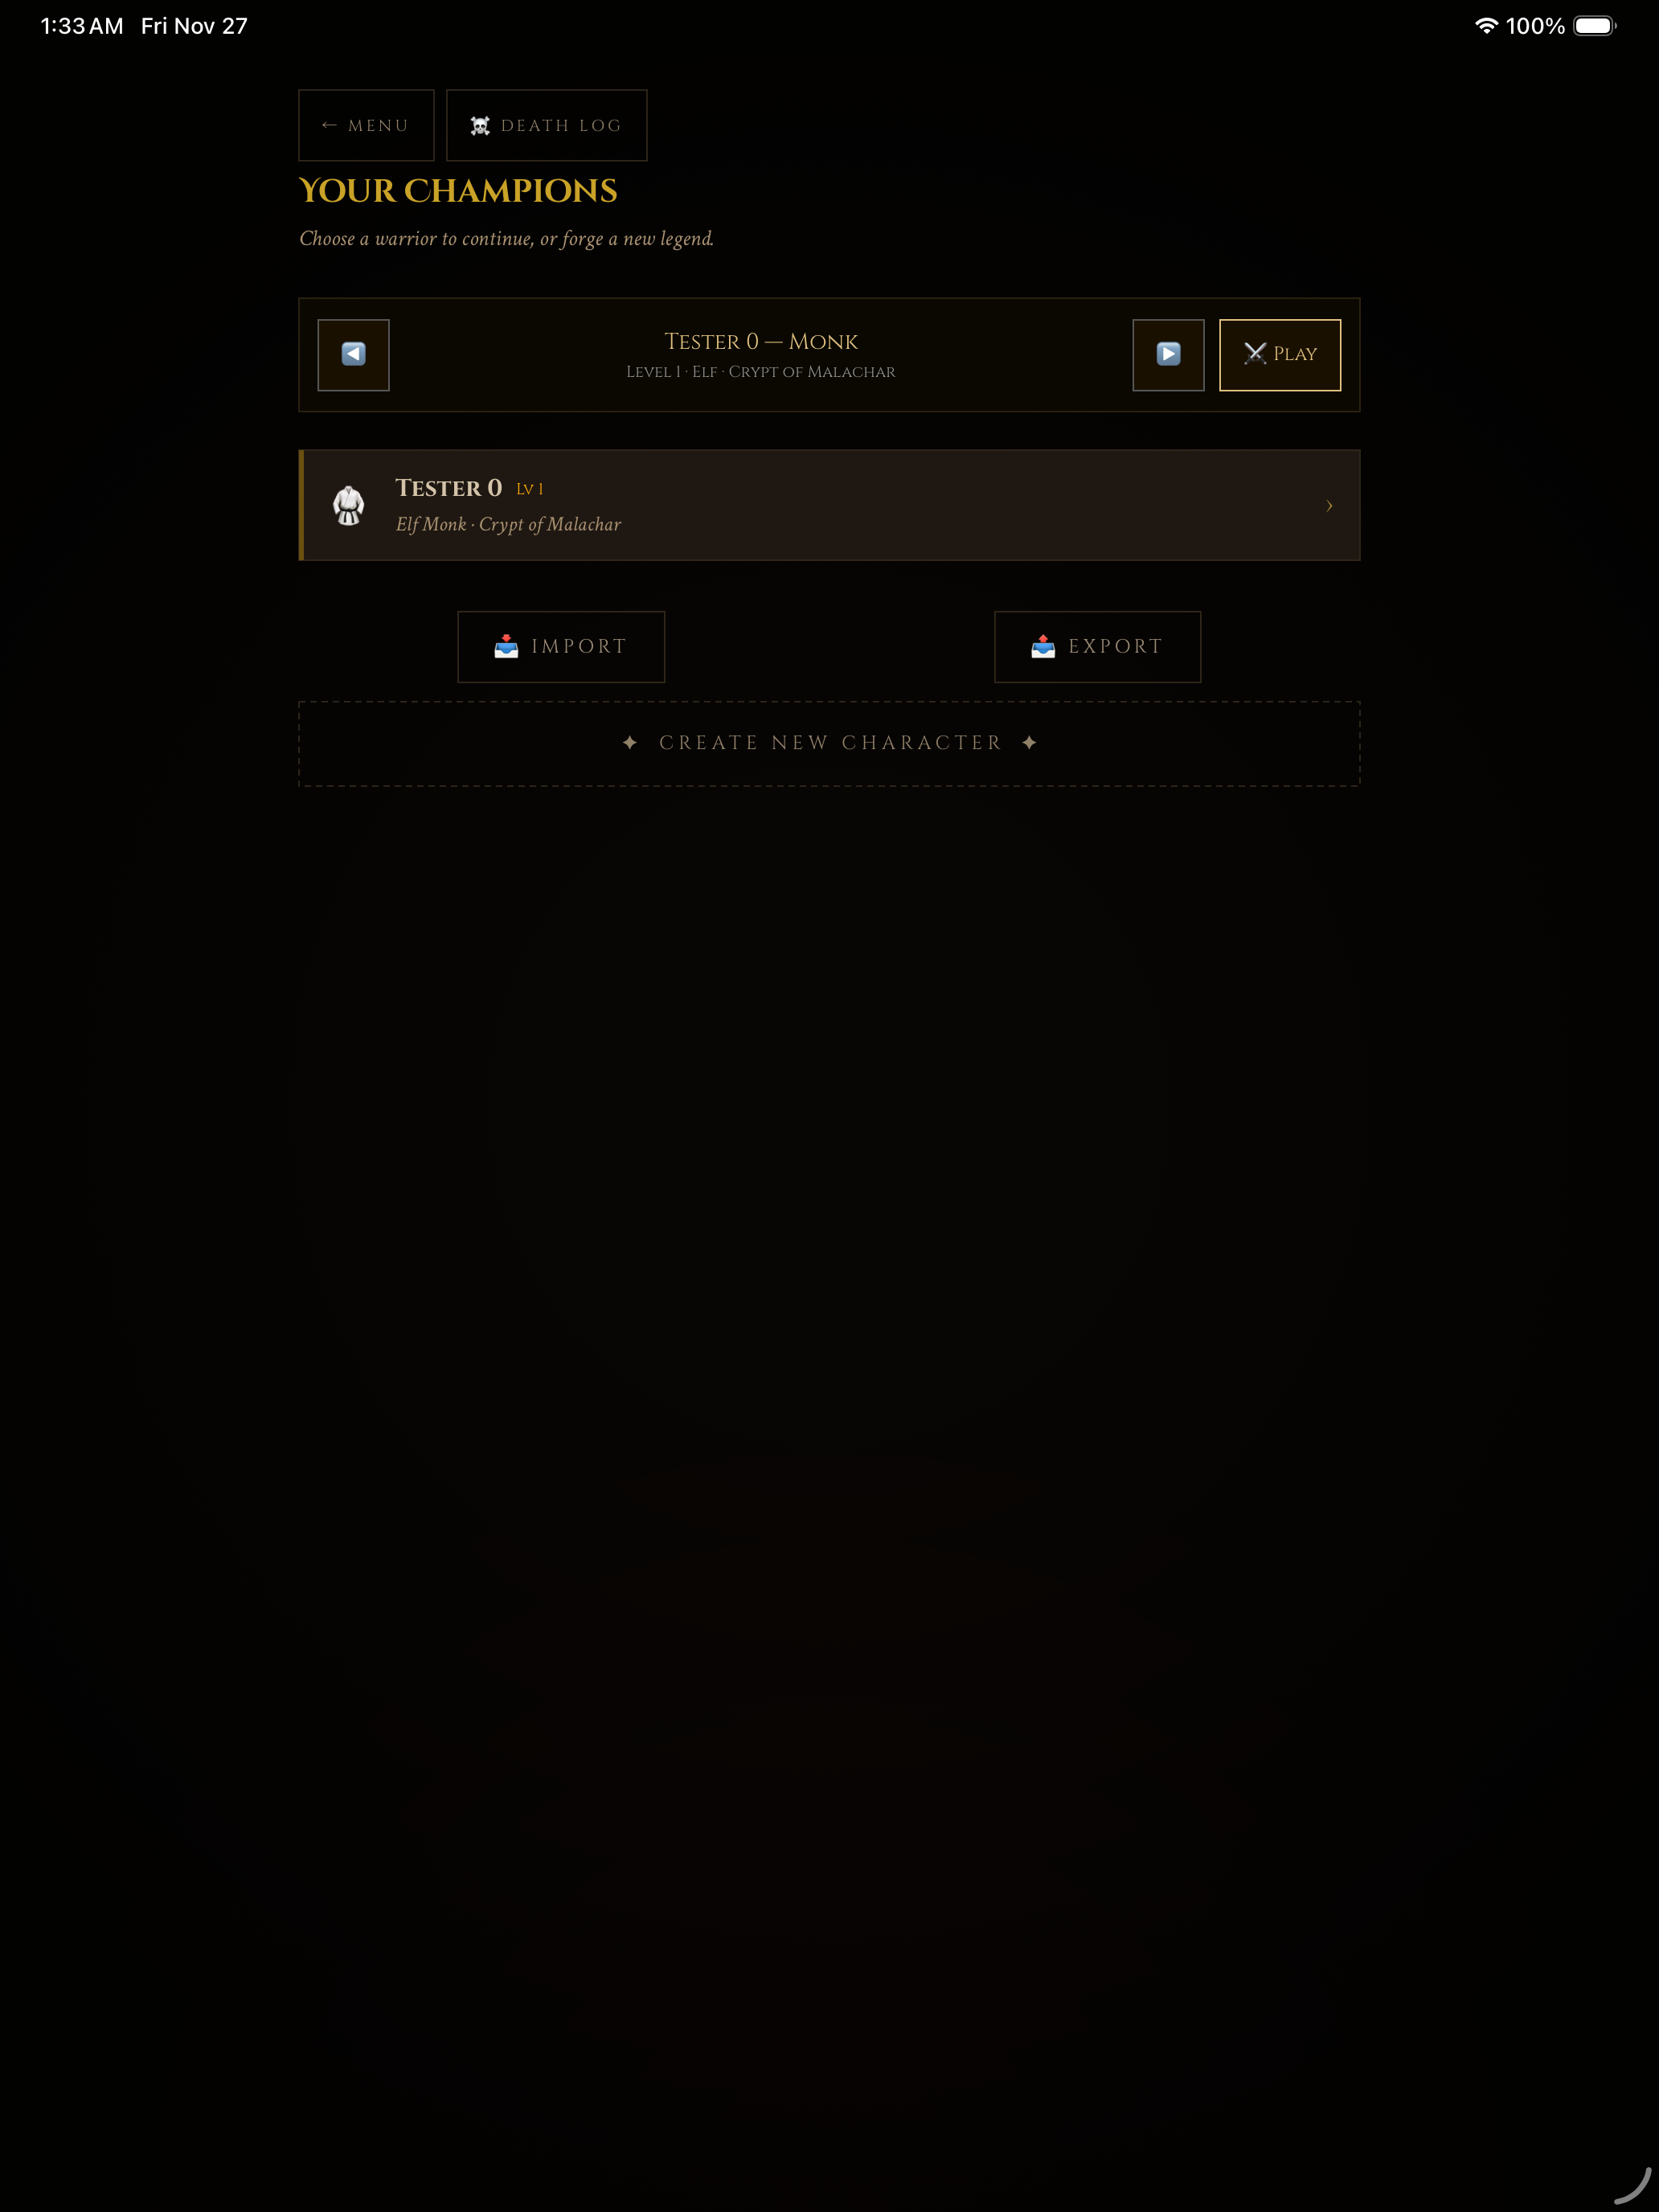 1:33 AM Fri Nov 27 100%
← MENU ☠️ DEATH LOG
Your Champions
Choose a warrior to continue, or forge a new legend.
◀️ Tester 0 — Monk ▶️ ⚔️ Play
Level 1 · Elf · Crypt of Malachar
Tester 0 Lv 1
Elf Monk · Crypt of Malachar ›
📥 IMPORT 📤 EXPORT
✦ CREATE NEW CHARACTER ✦